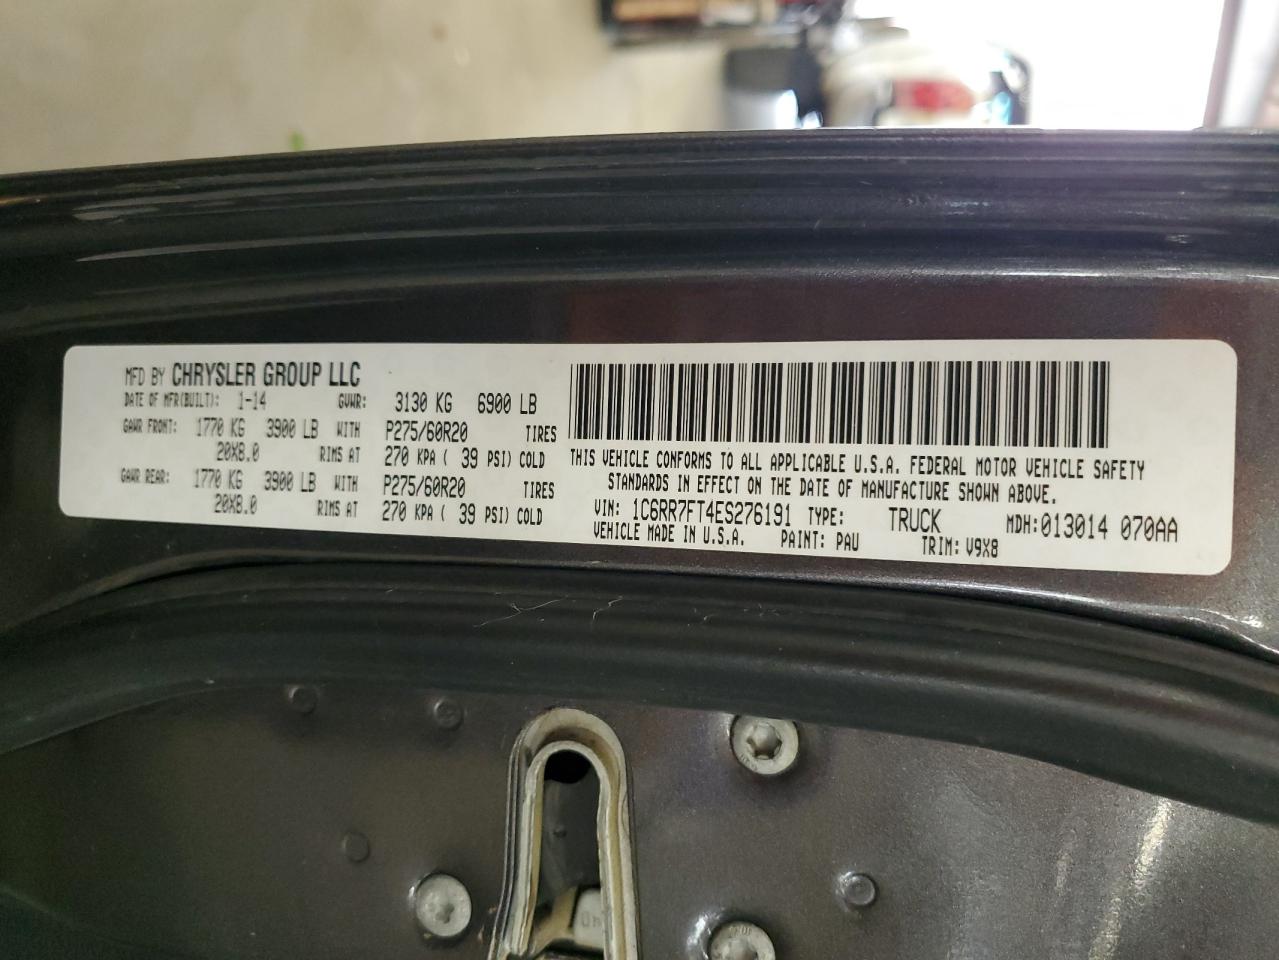 MFD BY CHRYSLER GROUP LLC
DATE OF MFR(BUILT): 1-14 GVWR: 3130 KG 6900 LB
GAWR FRONT: 1770 KG 3900 LB WITH P275/60R20 TIRES
20X8.0 RIMS AT 270 KPA ( 39 PSI) COLD
GAWR REAR: 1770 KG 3900 LB WITH P275/60R20 TIRES
20X8.0 RIMS AT 270 KPA ( 39 PSI) COLD
THIS VEHICLE CONFORMS TO ALL APPLICABLE U.S.A. FEDERAL MOTOR VEHICLE SAFETY
STANDARDS IN EFFECT ON THE DATE OF MANUFACTURE SHOWN ABOVE.
VIN: 1C6RR7FT4ES276191 TYPE: TRUCK MDH:013014 070AA
VEHICLE MADE IN U.S.A. PAINT: PAU TRIM: V9X8